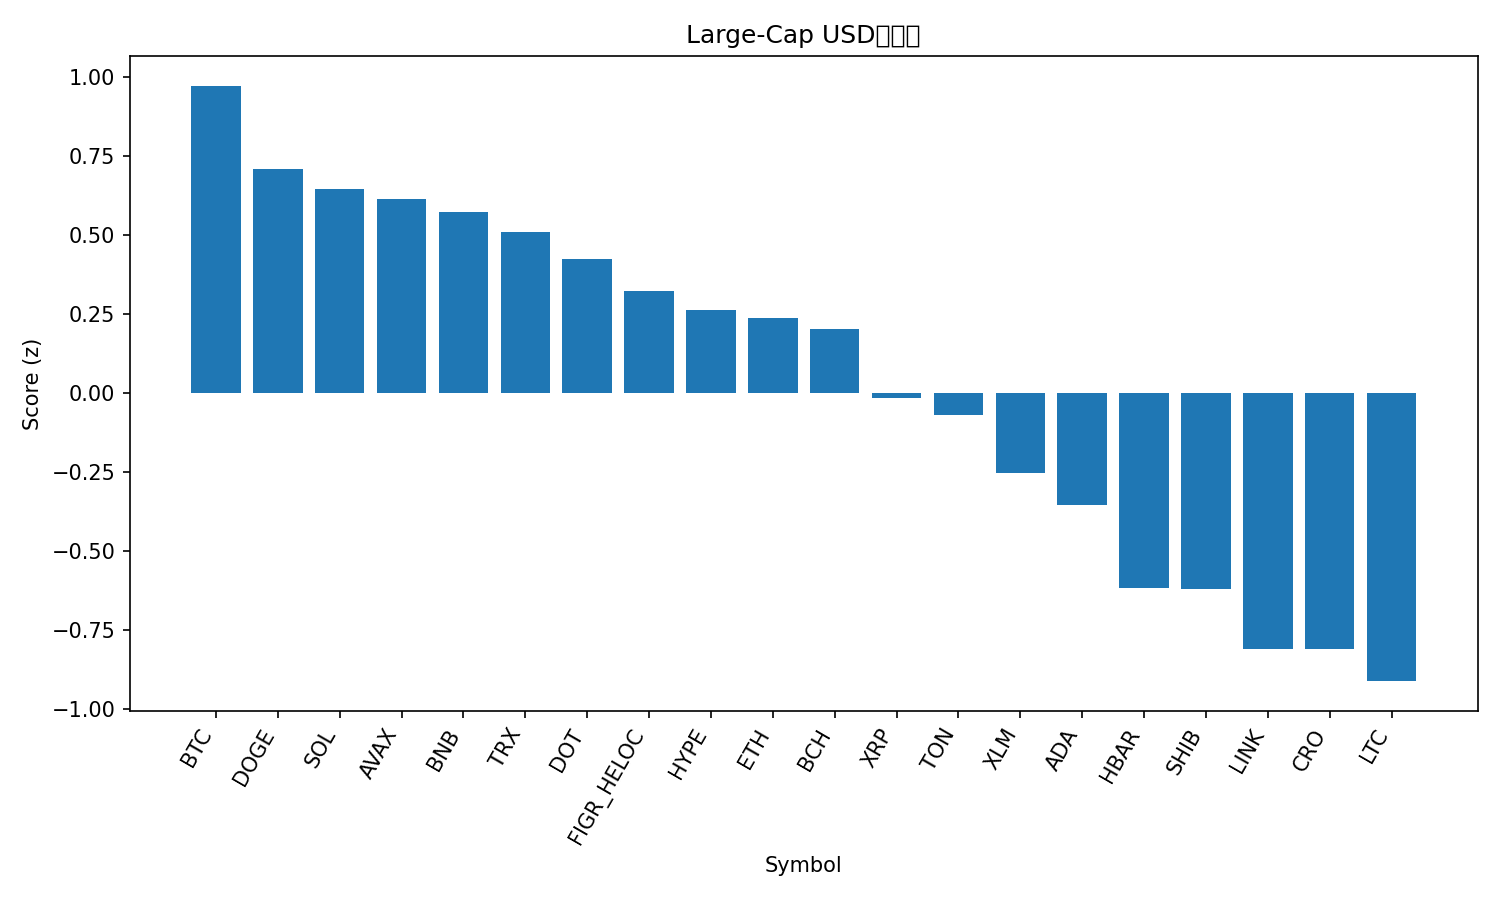 Large-Cap USD
1.00
0.75
0.50
0.25
0.00
−0.25
−0.50
−0.75
−1.00
Score (z)
BTC
DOGE
SOL
AVAX
BNB
TRX
DOT
FIGR_HELOC
HYPE
ETH
BCH
XRP
TON
XLM
ADA
HBAR
SHIB
LINK
CRO
LTC
Symbol